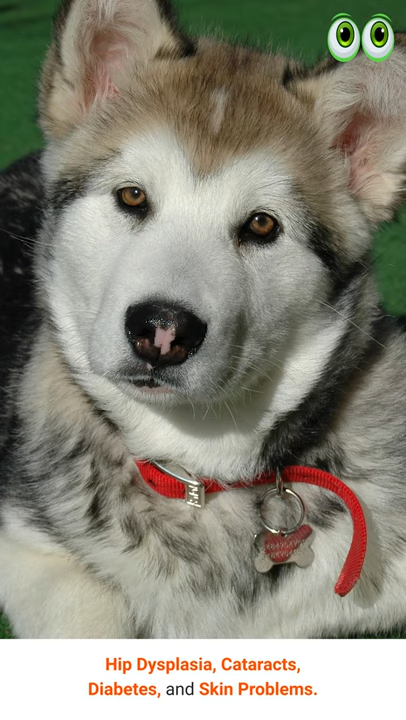 Hip Dysplasia, Cataracts,
Diabetes, and Skin Problems.